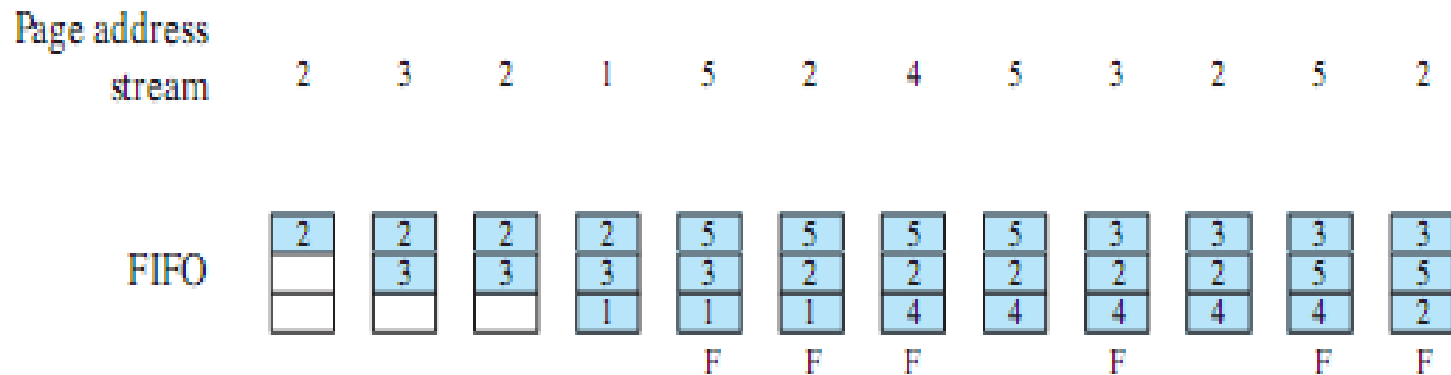 Page address
stream 2 3 2 1 5 2 4 5 3 2 5 2
2 2 2 2 5 5 5 5 3 3 3 3
FIFO 3 3 3 3 2 2 2 2 2 5 5
1 1 1 4 4 4 4 4 2
F F F F F F